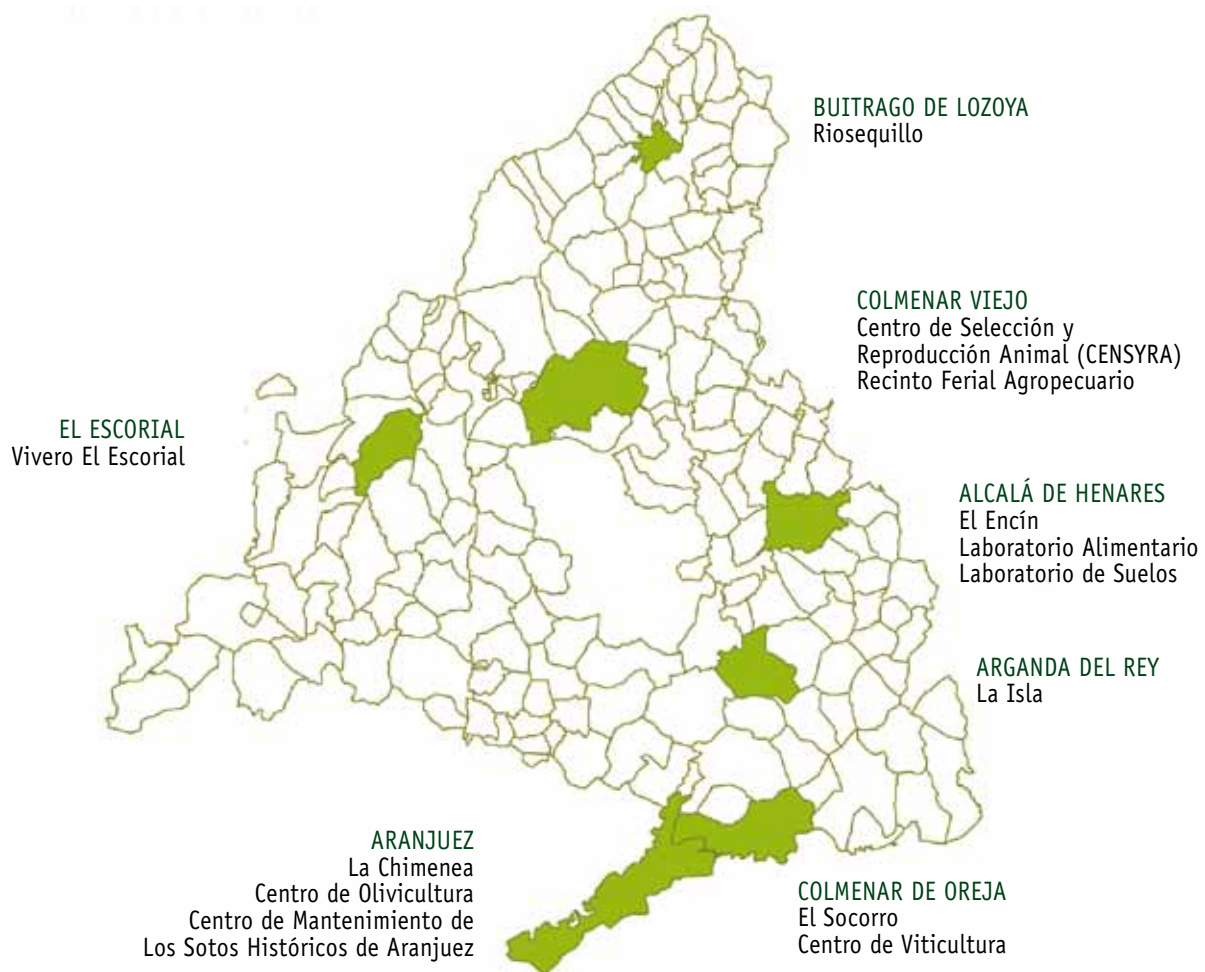 BUITRAGO DE LOZOYA
Riosequillo
COLMENAR VIEJO
Centro de Selección y
Reproducción Animal (CENSYRA)
Recinto Ferial Agropecuario
EL ESCORIAL
Vivero El Escorial
ALCALÁ DE HENARES
El Encín
Laboratorio Alimentario
Laboratorio de Suelos
ARGANDA DEL REY
La Isla
ARANJUEZ
La Chimenea
Centro de Olivicultura
Centro de Mantenimiento de
Los Sotos Históricos de Aranjuez
COLMENAR DE OREJA
El Socorro
Centro de Viticultura